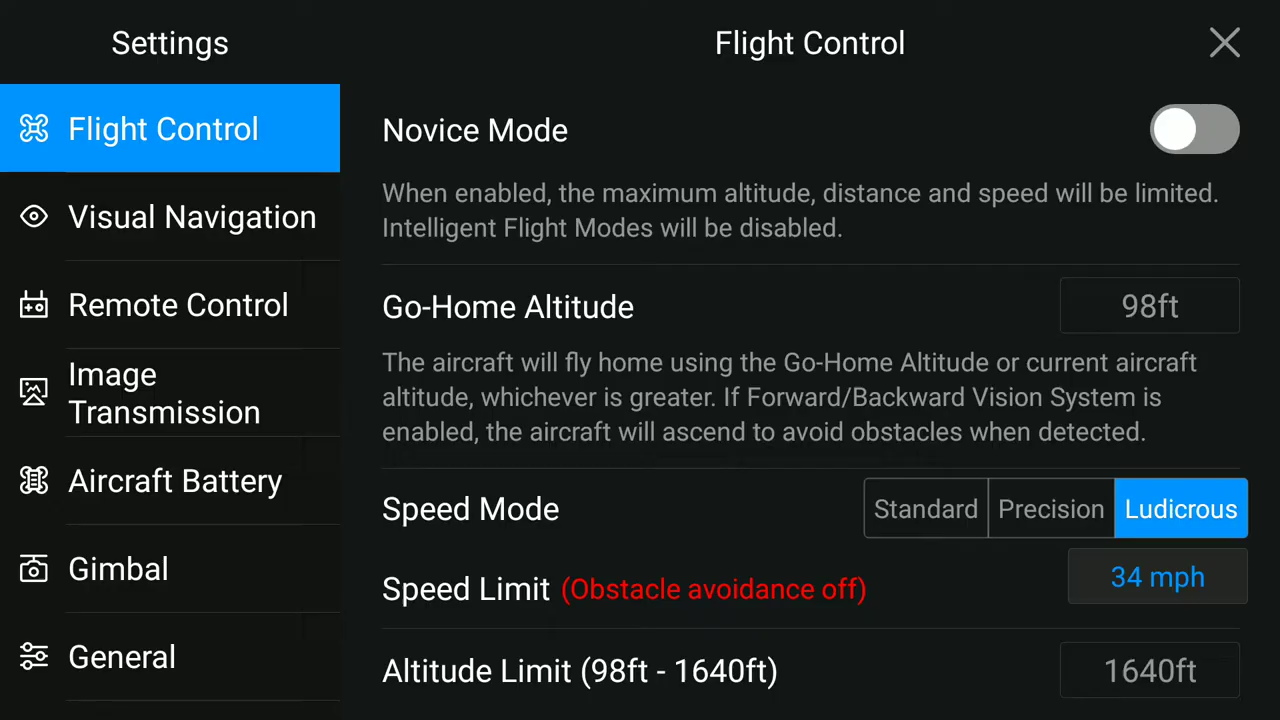 Settings
Flight Control
Flight Control
Visual Navigation
Remote Control
Image
Transmission
Aircraft Battery
Gimbal
General
Novice Mode
When enabled, the maximum altitude, distance and speed will be limited.
Intelligent Flight Modes will be disabled.
Go-Home Altitude
98ft
The aircraft will fly home using the Go-Home Altitude or current aircraft
altitude, whichever is greater. If Forward/Backward Vision System is
enabled, the aircraft will ascend to avoid obstacles when detected.
Speed Mode
Standard
Precision
Ludicrous
Speed Limit (Obstacle avoidance off)
34 mph
Altitude Limit (98ft - 1640ft)
1640ft